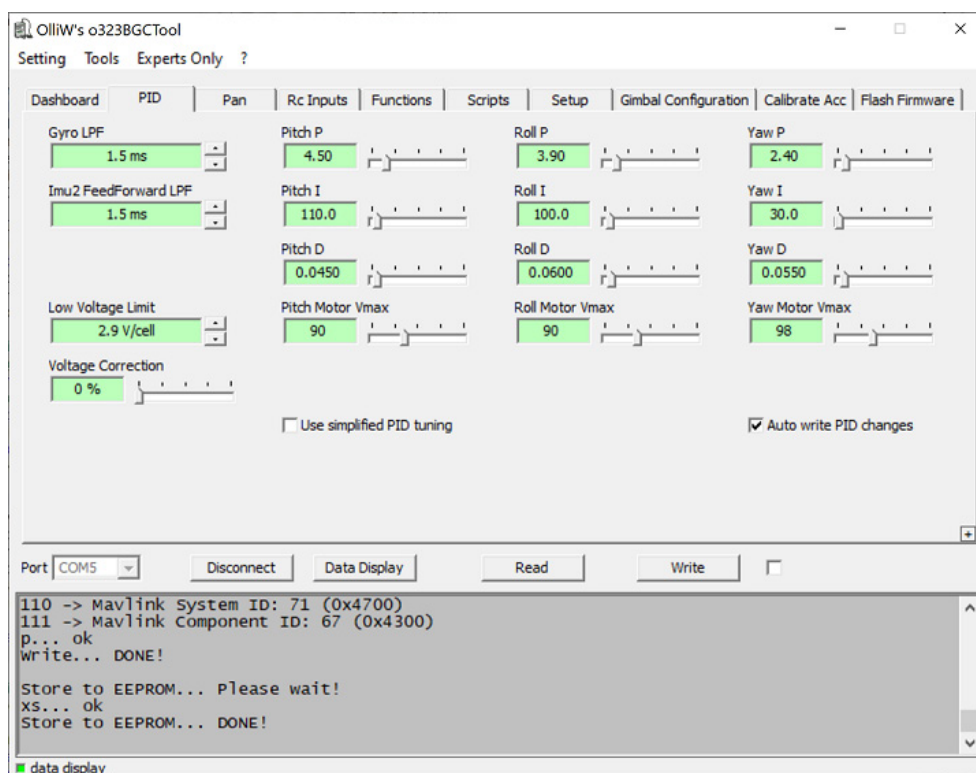 OlliW's o323BGCTool
Setting Tools Experts Only ?
Dashboard PID Pan Rc Inputs Functions Scripts Setup Gimbal Configuration Calibrate Acc Flash Firmware
Gyro LPF Pitch P Roll P Yaw P
1.5 ms 4.50 3.90 2.40
Imu2 FeedForward LPF Pitch I Roll I Yaw I
1.5 ms 110.0 100.0 30.0
Pitch D Roll D Yaw D
0.0450 0.0600 0.0550
Low Voltage Limit Pitch Motor Vmax Roll Motor Vmax Yaw Motor Vmax
2.9 V/cell 90 90 98
Voltage Correction
0 %
Use simplified PID tuning Auto write PID changes
Port COM5 Disconnect Data Display Read Write
110 -> Mavlink System ID: 71 (0x4700)
111 -> Mavlink Component ID: 67 (0x4300)
p... ok
Write... DONE!
Store to EEPROM... Please wait!
xs... ok
Store to EEPROM... DONE!
data display